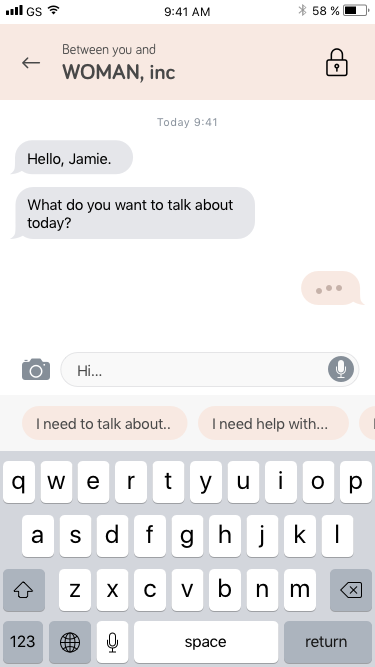 GS 9:41 AM 58 %
Between you and
WOMAN, inc
Today 9:41
Hello, Jamie.
What do you want to talk about
today?
Hi...
I need to talk about.. I need help with...
q w e r t y u i o p
a s d f g h j k l
z x c v b n m
123 space return